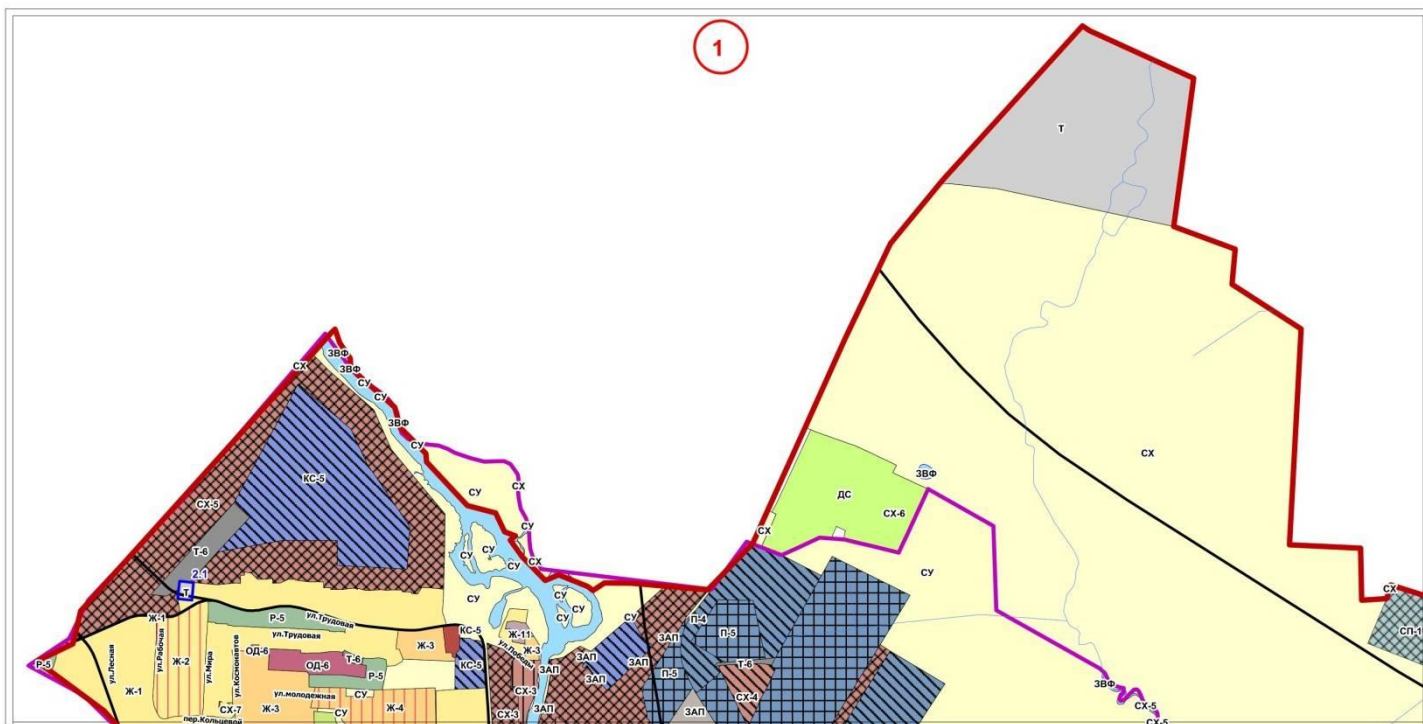 1
Т
ЗВФ
ЗВФ
СХ
СУ
СУ
ЗВФ
СУ
СХ
КС-5
СУ
СХ
СХ-5
ЗВФ
ДС
СХ-6
СУ
СХ
Т-6
СУ
СУ
СУ
СХ
СУ
2.1
Т
СУ
СУ
СУ
СУ
СХ
Ж-1
Р-5
ул.Трудовая
П-4
СП-1
ул.Трудовая
КС-5
Ж-11
ЗАП
П-5
Ж-3
Ж-3
ул.Победы
ул.Лесная
ул.Рабочая
Ж-2
ул.Мира
ул.Космонавтов
ОД-6
ОД-6
Т-6
Р-5
Р-5
КС-5
ЗАП
ЗАП
ЗАП
П-5
Т-6
ЗВФ
Ж-1
ул.молодежная
СУ
СХ-3
СХ-4
СХ-7
Ж-3
СУ
Ж-4
СХ-3
ЗАП
ЗАП
СХ-5
пер.Кольцевой
СХ-5